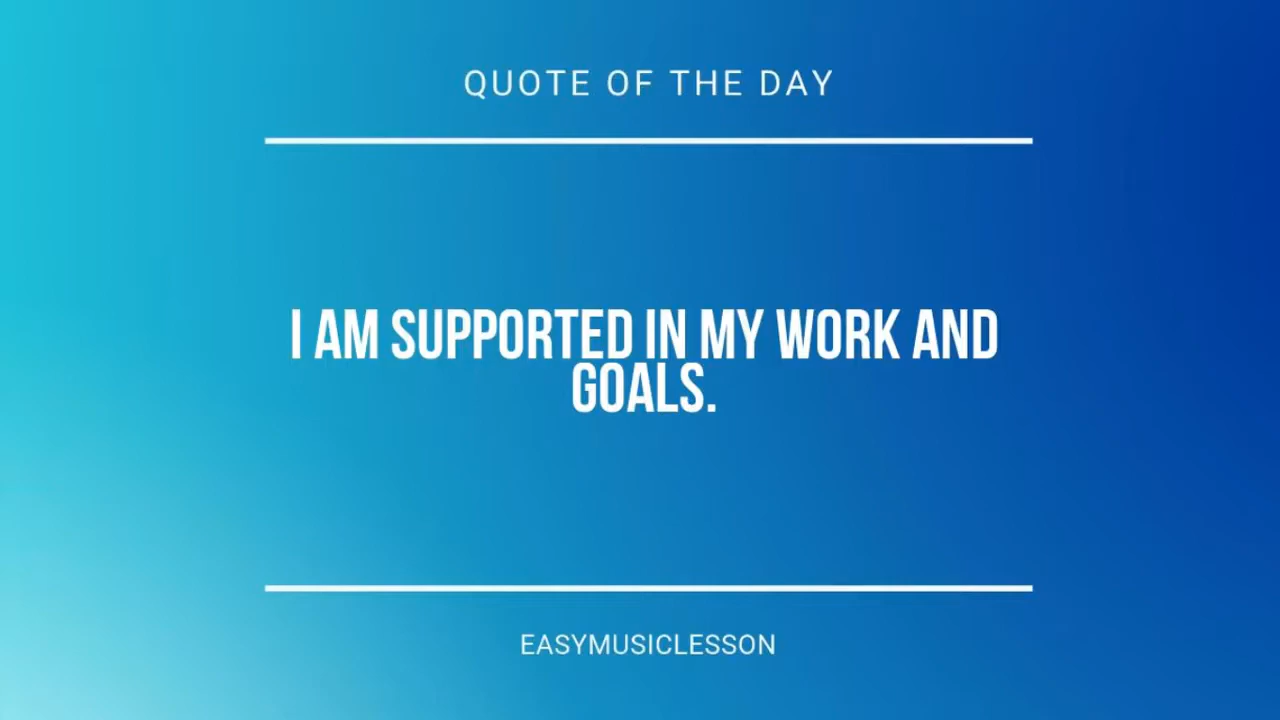 QUOTE OF THE DAY
I AM SUPPORTED IN MY WORK AND
GOALS.
EASYMUSICLESSON